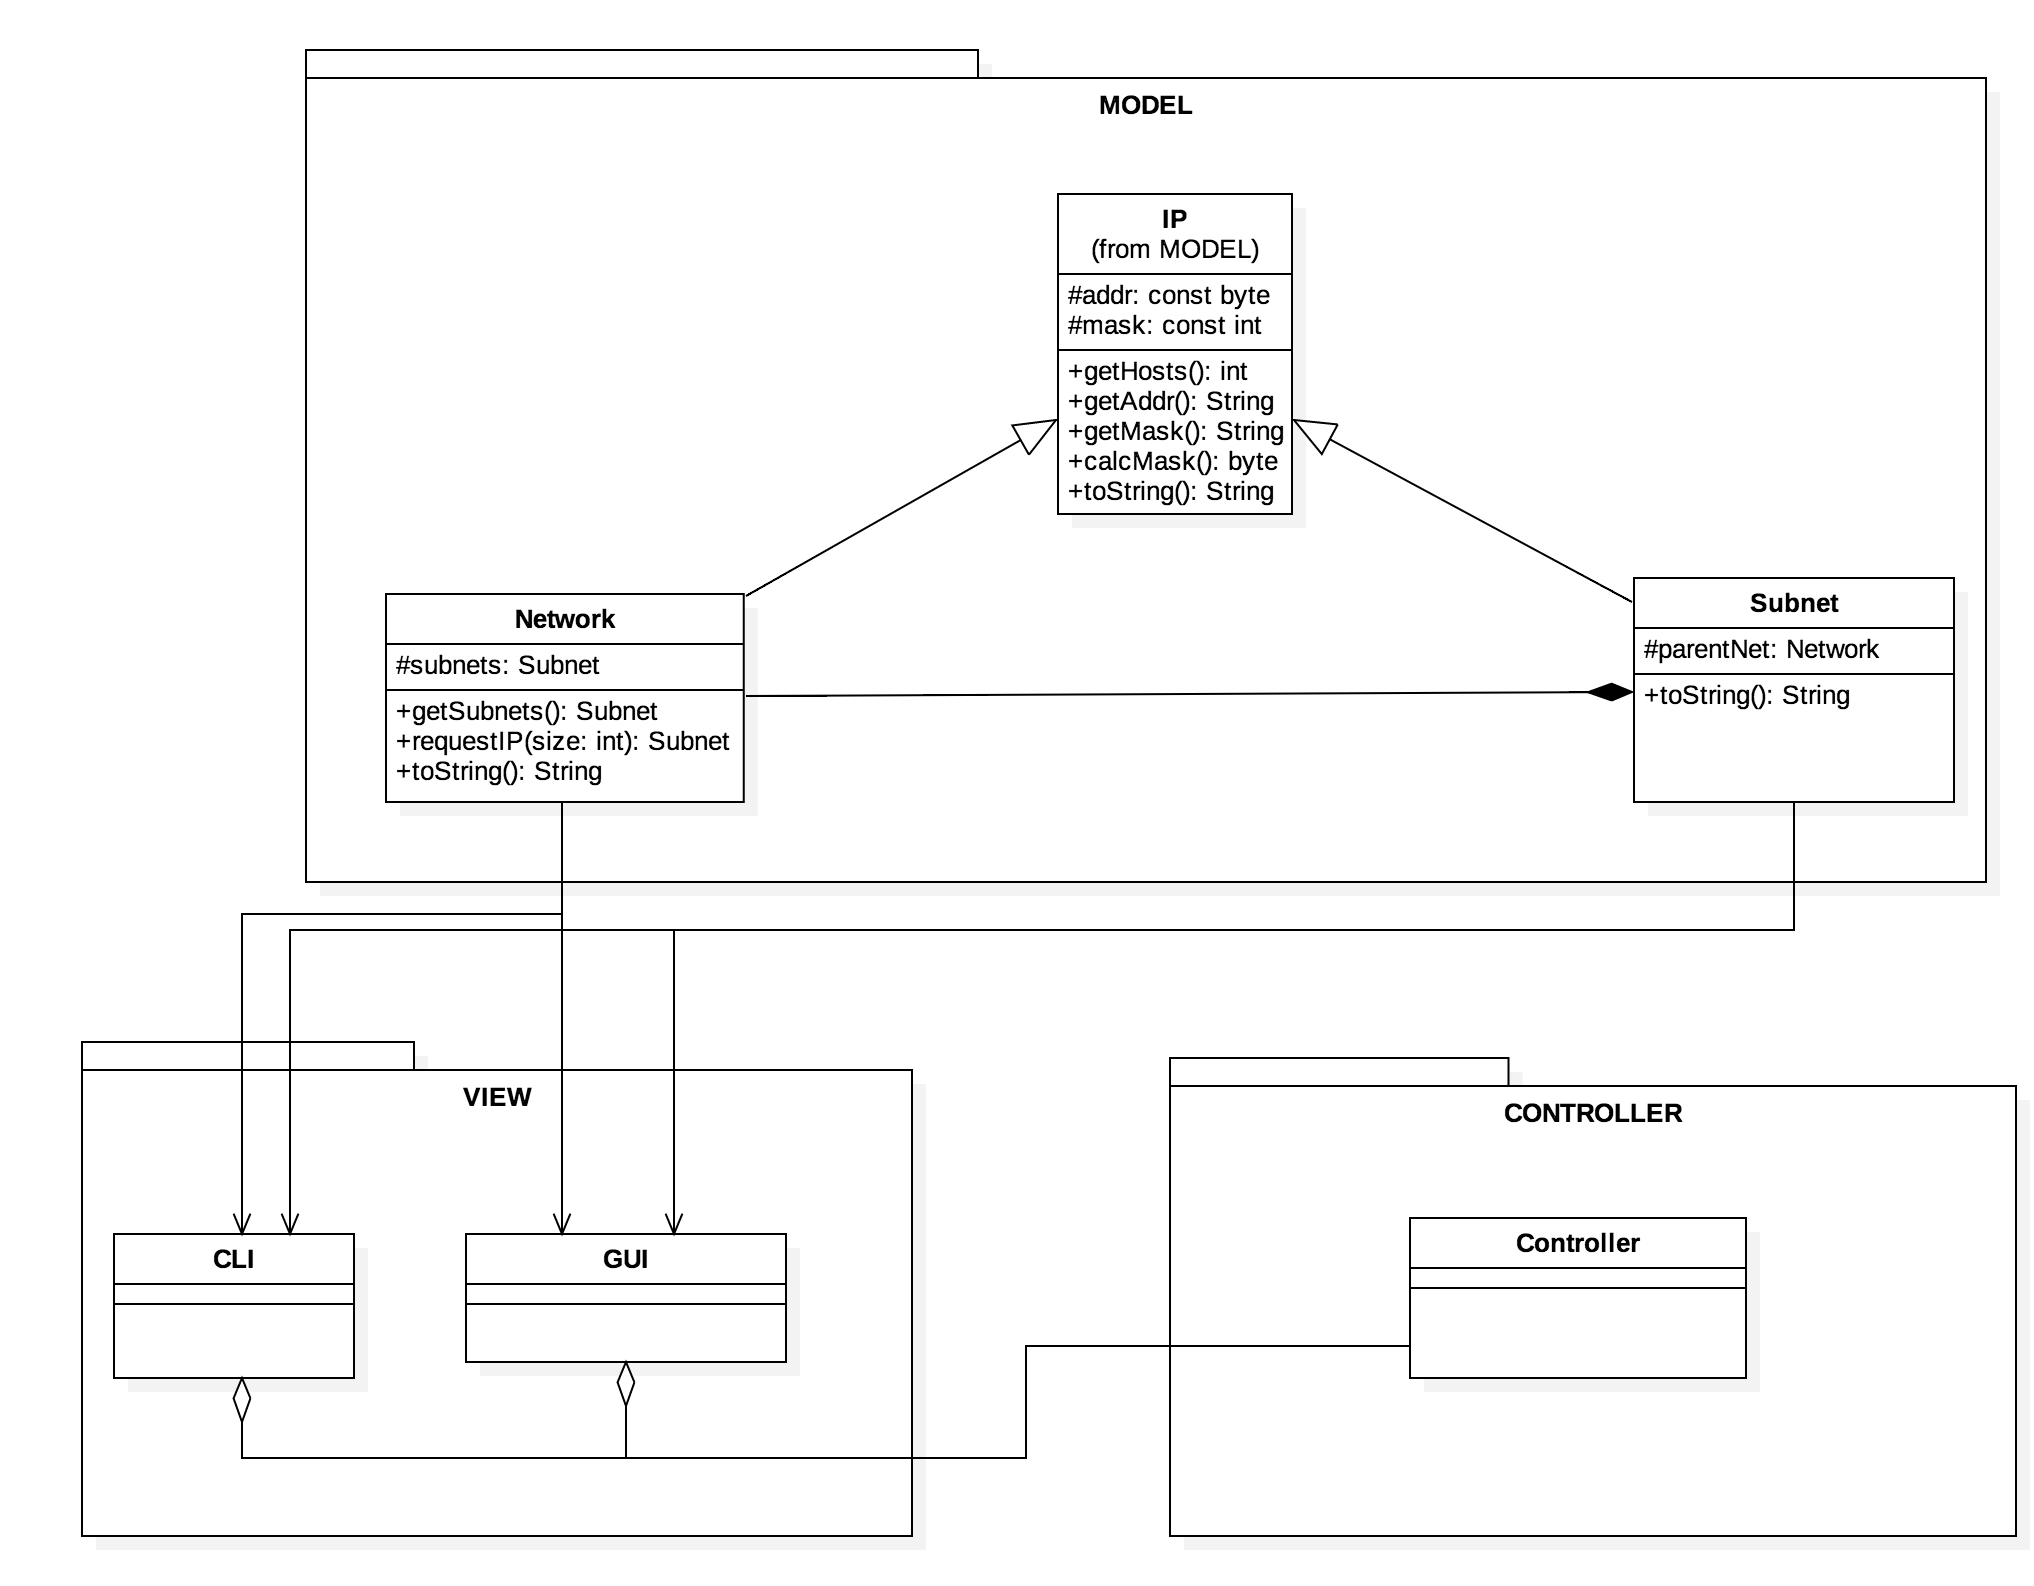 MODEL
IP
(from MODEL)
#addr: const byte
#mask: const int
+getHosts(): int
+getAddr(): String
+getMask(): String
+calcMask(): byte
+toString(): String
Network
#subnets: Subnet
+getSubnets(): Subnet
+requestIP(size: int): Subnet
+toString(): String
Subnet
#parentNet: Network
+toString(): String
VIEW
CLI
GUI
CONTROLLER
Controller